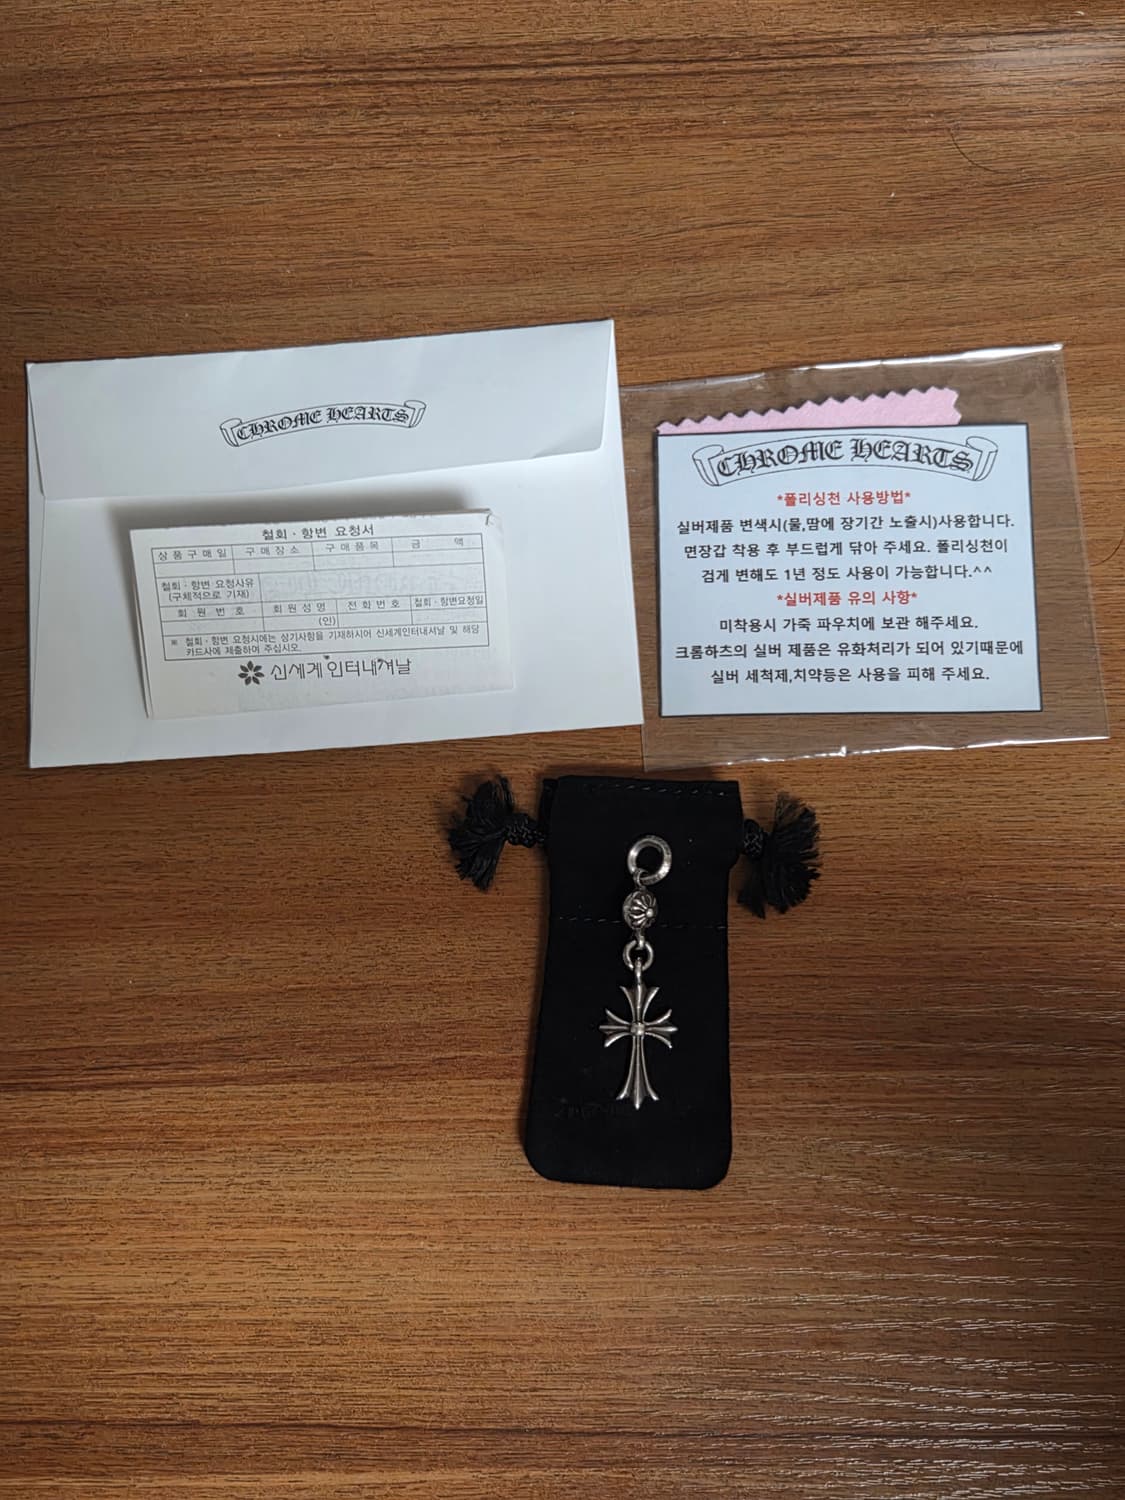 CHROME HEARTS
철회·항변 요청서
상품구매일 구매장소 구매품목 금 액
철회·항변 요청사유
(구체적으로 기재)
회 원 번 호 회원성명 전화번호 철회·항변요청일
(인)
※ 철회·항변 요청시에는 상기사항을 기재하시어 신세계인터내셔날 및 해당
카드사에 제출하여 주십시오.
신세계인터내셔날
CHROME HEARTS
*폴리싱천 사용방법*
실버제품 변색시(물,땀에 장기간 노출시)사용합니다.
면장갑 착용 후 부드럽게 닦아 주세요. 폴리싱천이
검게 변해도 1년 정도 사용이 가능합니다.^^
*실버제품 유의 사항*
미착용시 가죽 파우치에 보관 해주세요.
크롬하츠의 실버 제품은 유화처리가 되어 있기때문에
실버 세척제,치약등은 사용을 피해 주세요.